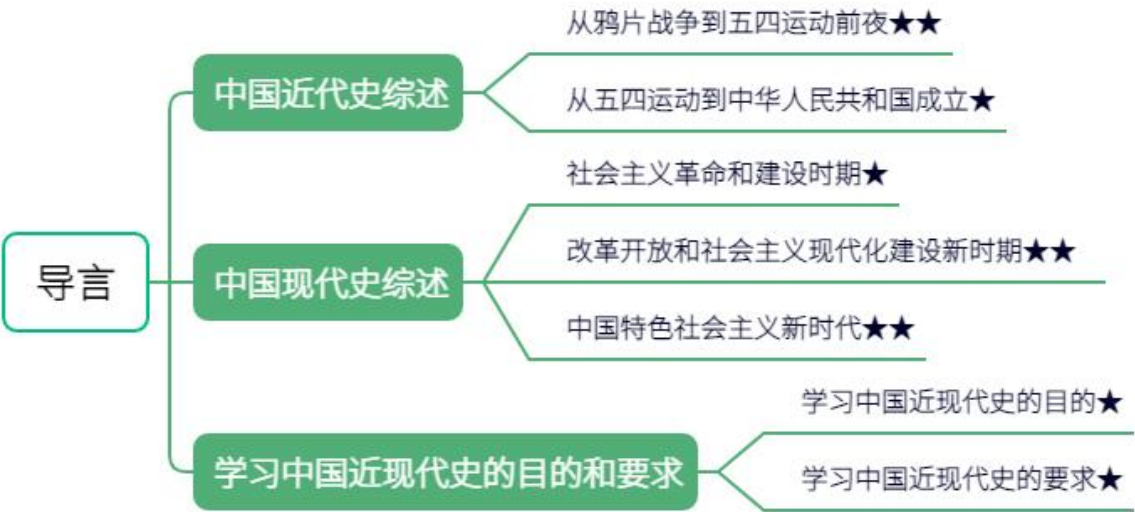 导言
中国近代史综述
从鸦片战争到五四运动前夜★★
从五四运动到中华人民共和国成立★
中国现代史综述
社会主义革命和建设时期★
改革开放和社会主义现代化建设新时期★★
中国特色社会主义新时代★★
学习中国近现代史的目的和要求
学习中国近现代史的目的★
学习中国近现代史的要求★